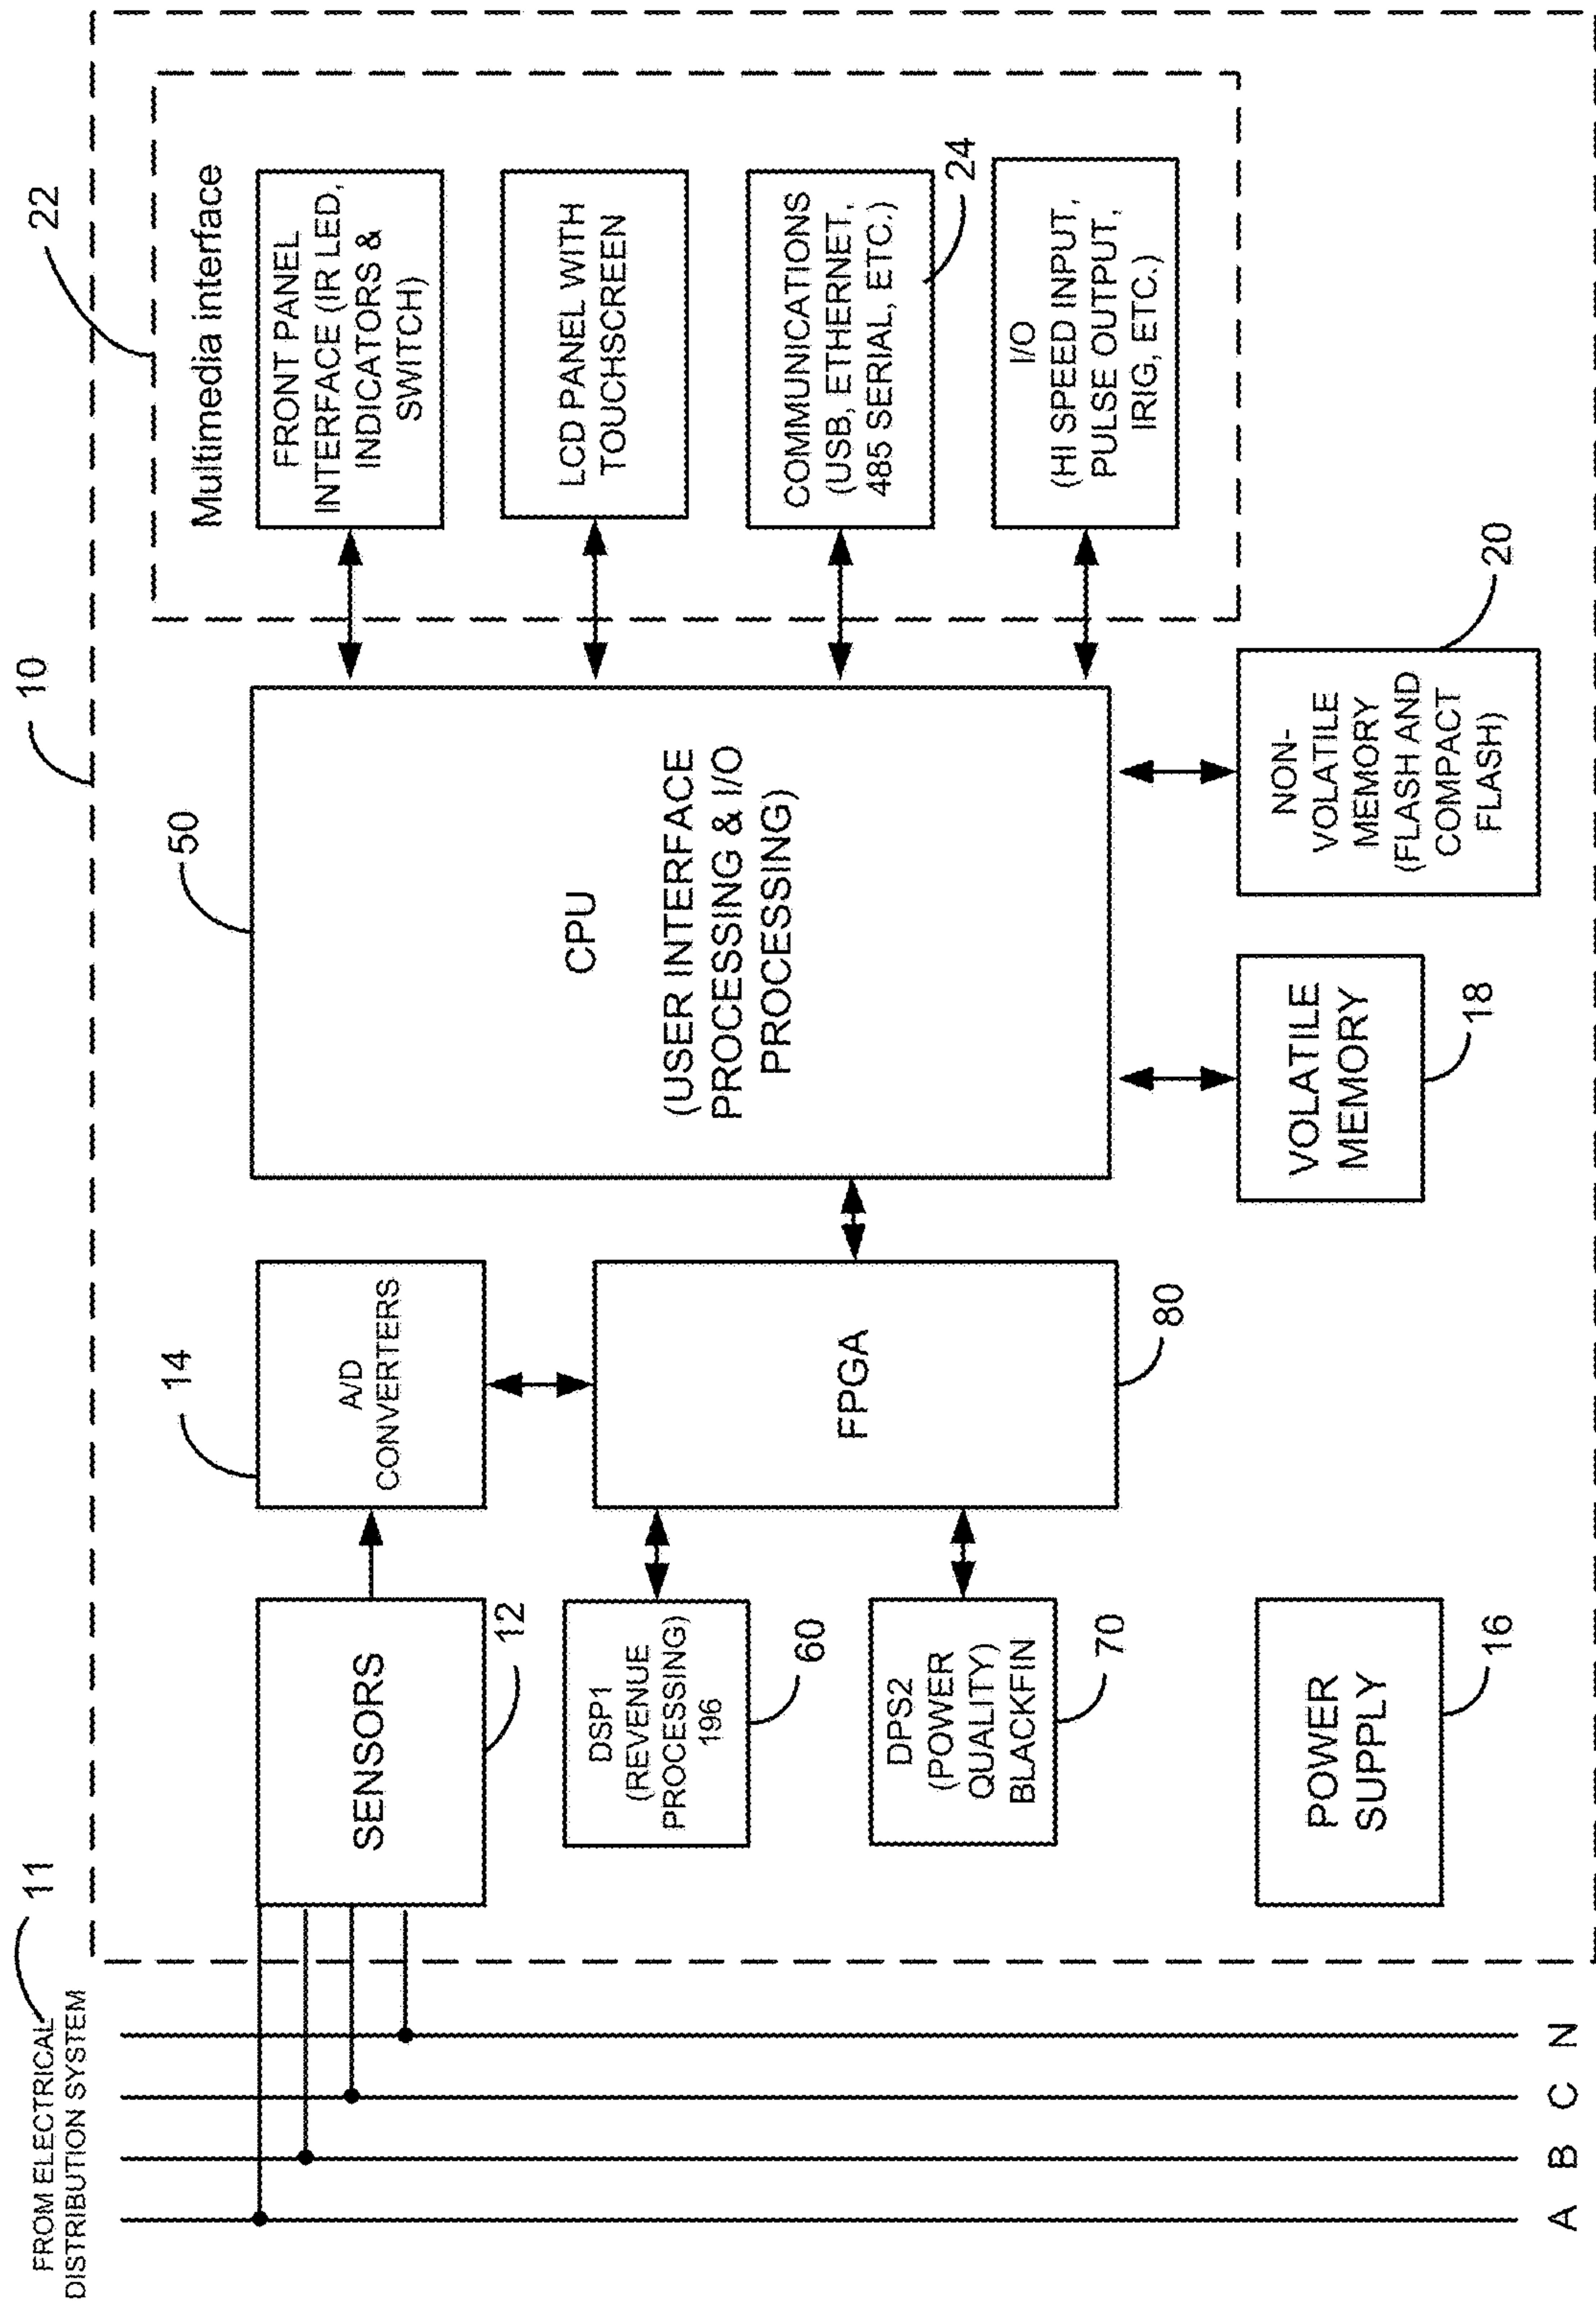 FROM ELECTRICAL
DISTRIBUTION SYSTEM
11
10
22
Multimedia interface
FRONT PANEL
INTERFACE (IR LED,
INDICATORS &
SWITCH)
LCD PANEL WITH
TOUCHSCREEN
COMMUNICATIONS
(USB, ETHERNET,
485 SERIAL, ETC.)
24
I/O
(HI SPEED INPUT,
PULSE OUTPUT,
IRIG, ETC.)
50
CPU
(USER INTERFACE
PROCESSING & I/O
PROCESSING)
14
A/D
CONVERTERS
SENSORS
12
DSP1
(REVENUE
PROCESSING)
196
60
DPS2
(POWER
QUALITY)
BLACKFIN
70
FPGA
80
VOLATILE
MEMORY
18
NON-
VOLATILE
MEMORY
(FLASH AND
COMPACT
FLASH)
20
POWER
SUPPLY
16
A B C N